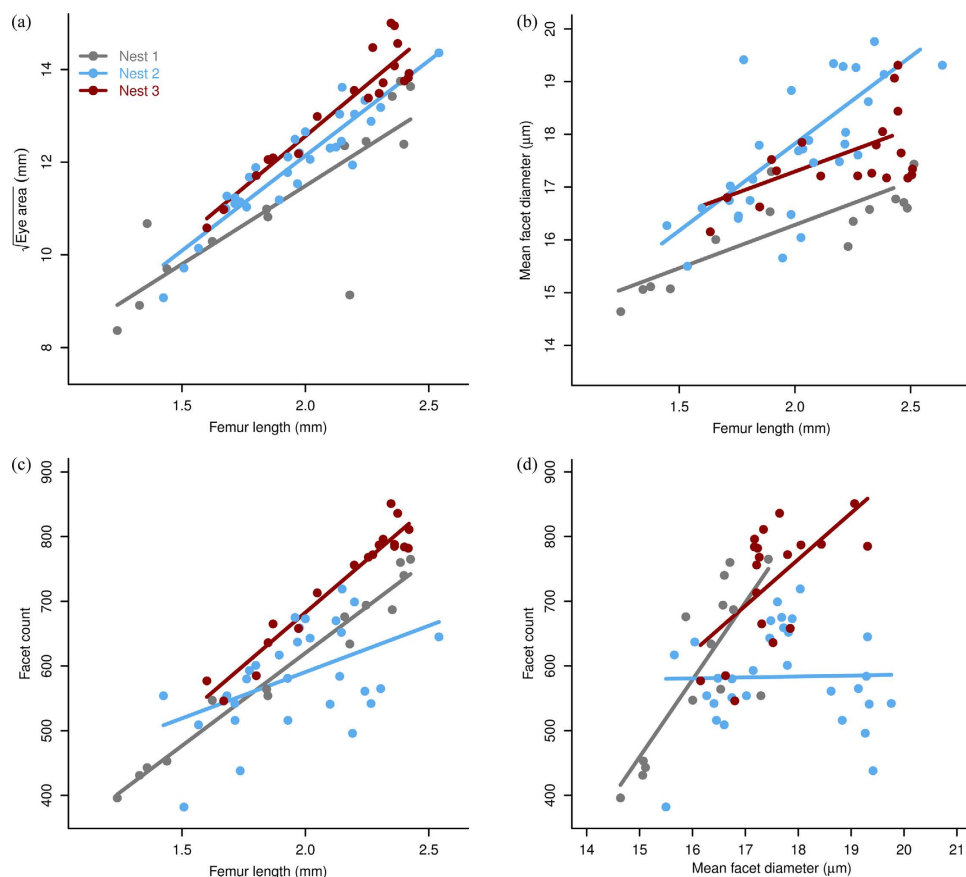 (a)
Nest 1
Nest 2
Nest 3
√Eye area (mm)
14
12
10
8
1.5 2.0 2.5
Femur length (mm)
(b)
Mean facet diameter (μm)
20
19
18
17
16
15
14
1.5 2.0 2.5
Femur length (mm)
(c)
Facet count
900
800
700
600
500
400
1.5 2.0 2.5
Femur length (mm)
(d)
Facet count
900
800
700
600
500
400
14 15 16 17 18 19 20 21
Mean facet diameter (μm)